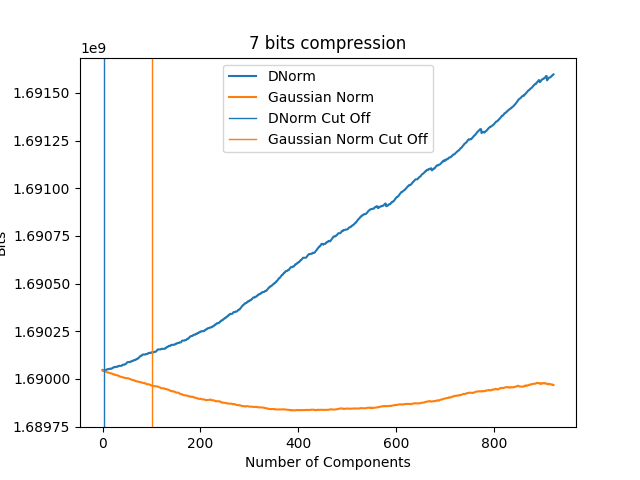 7 bits compression
1e9
DNorm
Gaussian Norm
DNorm Cut Off
Gaussian Norm Cut Off
1.69150
1.69125
1.69100
1.69075
1.69050
1.69025
1.69000
1.68975
Bits
0 200 400 600 800
Number of Components